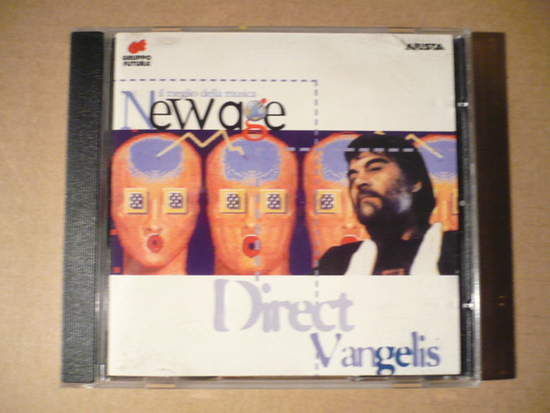 GRUPPO
FUTURA
ARISTA
il meglio della musica
New age
Direct
Vangelis